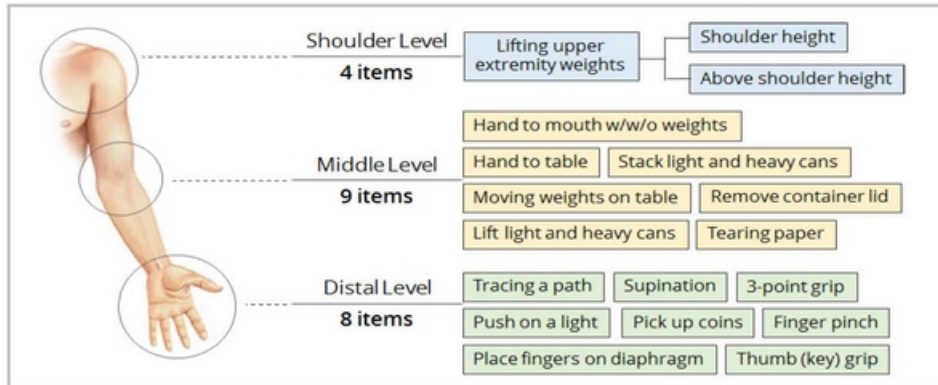 Shoulder Level
4 items
Lifting upper
extremity weights
Shoulder height
Above shoulder height
Middle Level
9 items
Hand to mouth w/w/o weights
Hand to table
Stack light and heavy cans
Moving weights on table
Remove container lid
Lift light and heavy cans
Tearing paper
Distal Level
8 items
Tracing a path
Supination
3-point grip
Push on a light
Pick up coins
Finger pinch
Place fingers on diaphragm
Thumb (key) grip